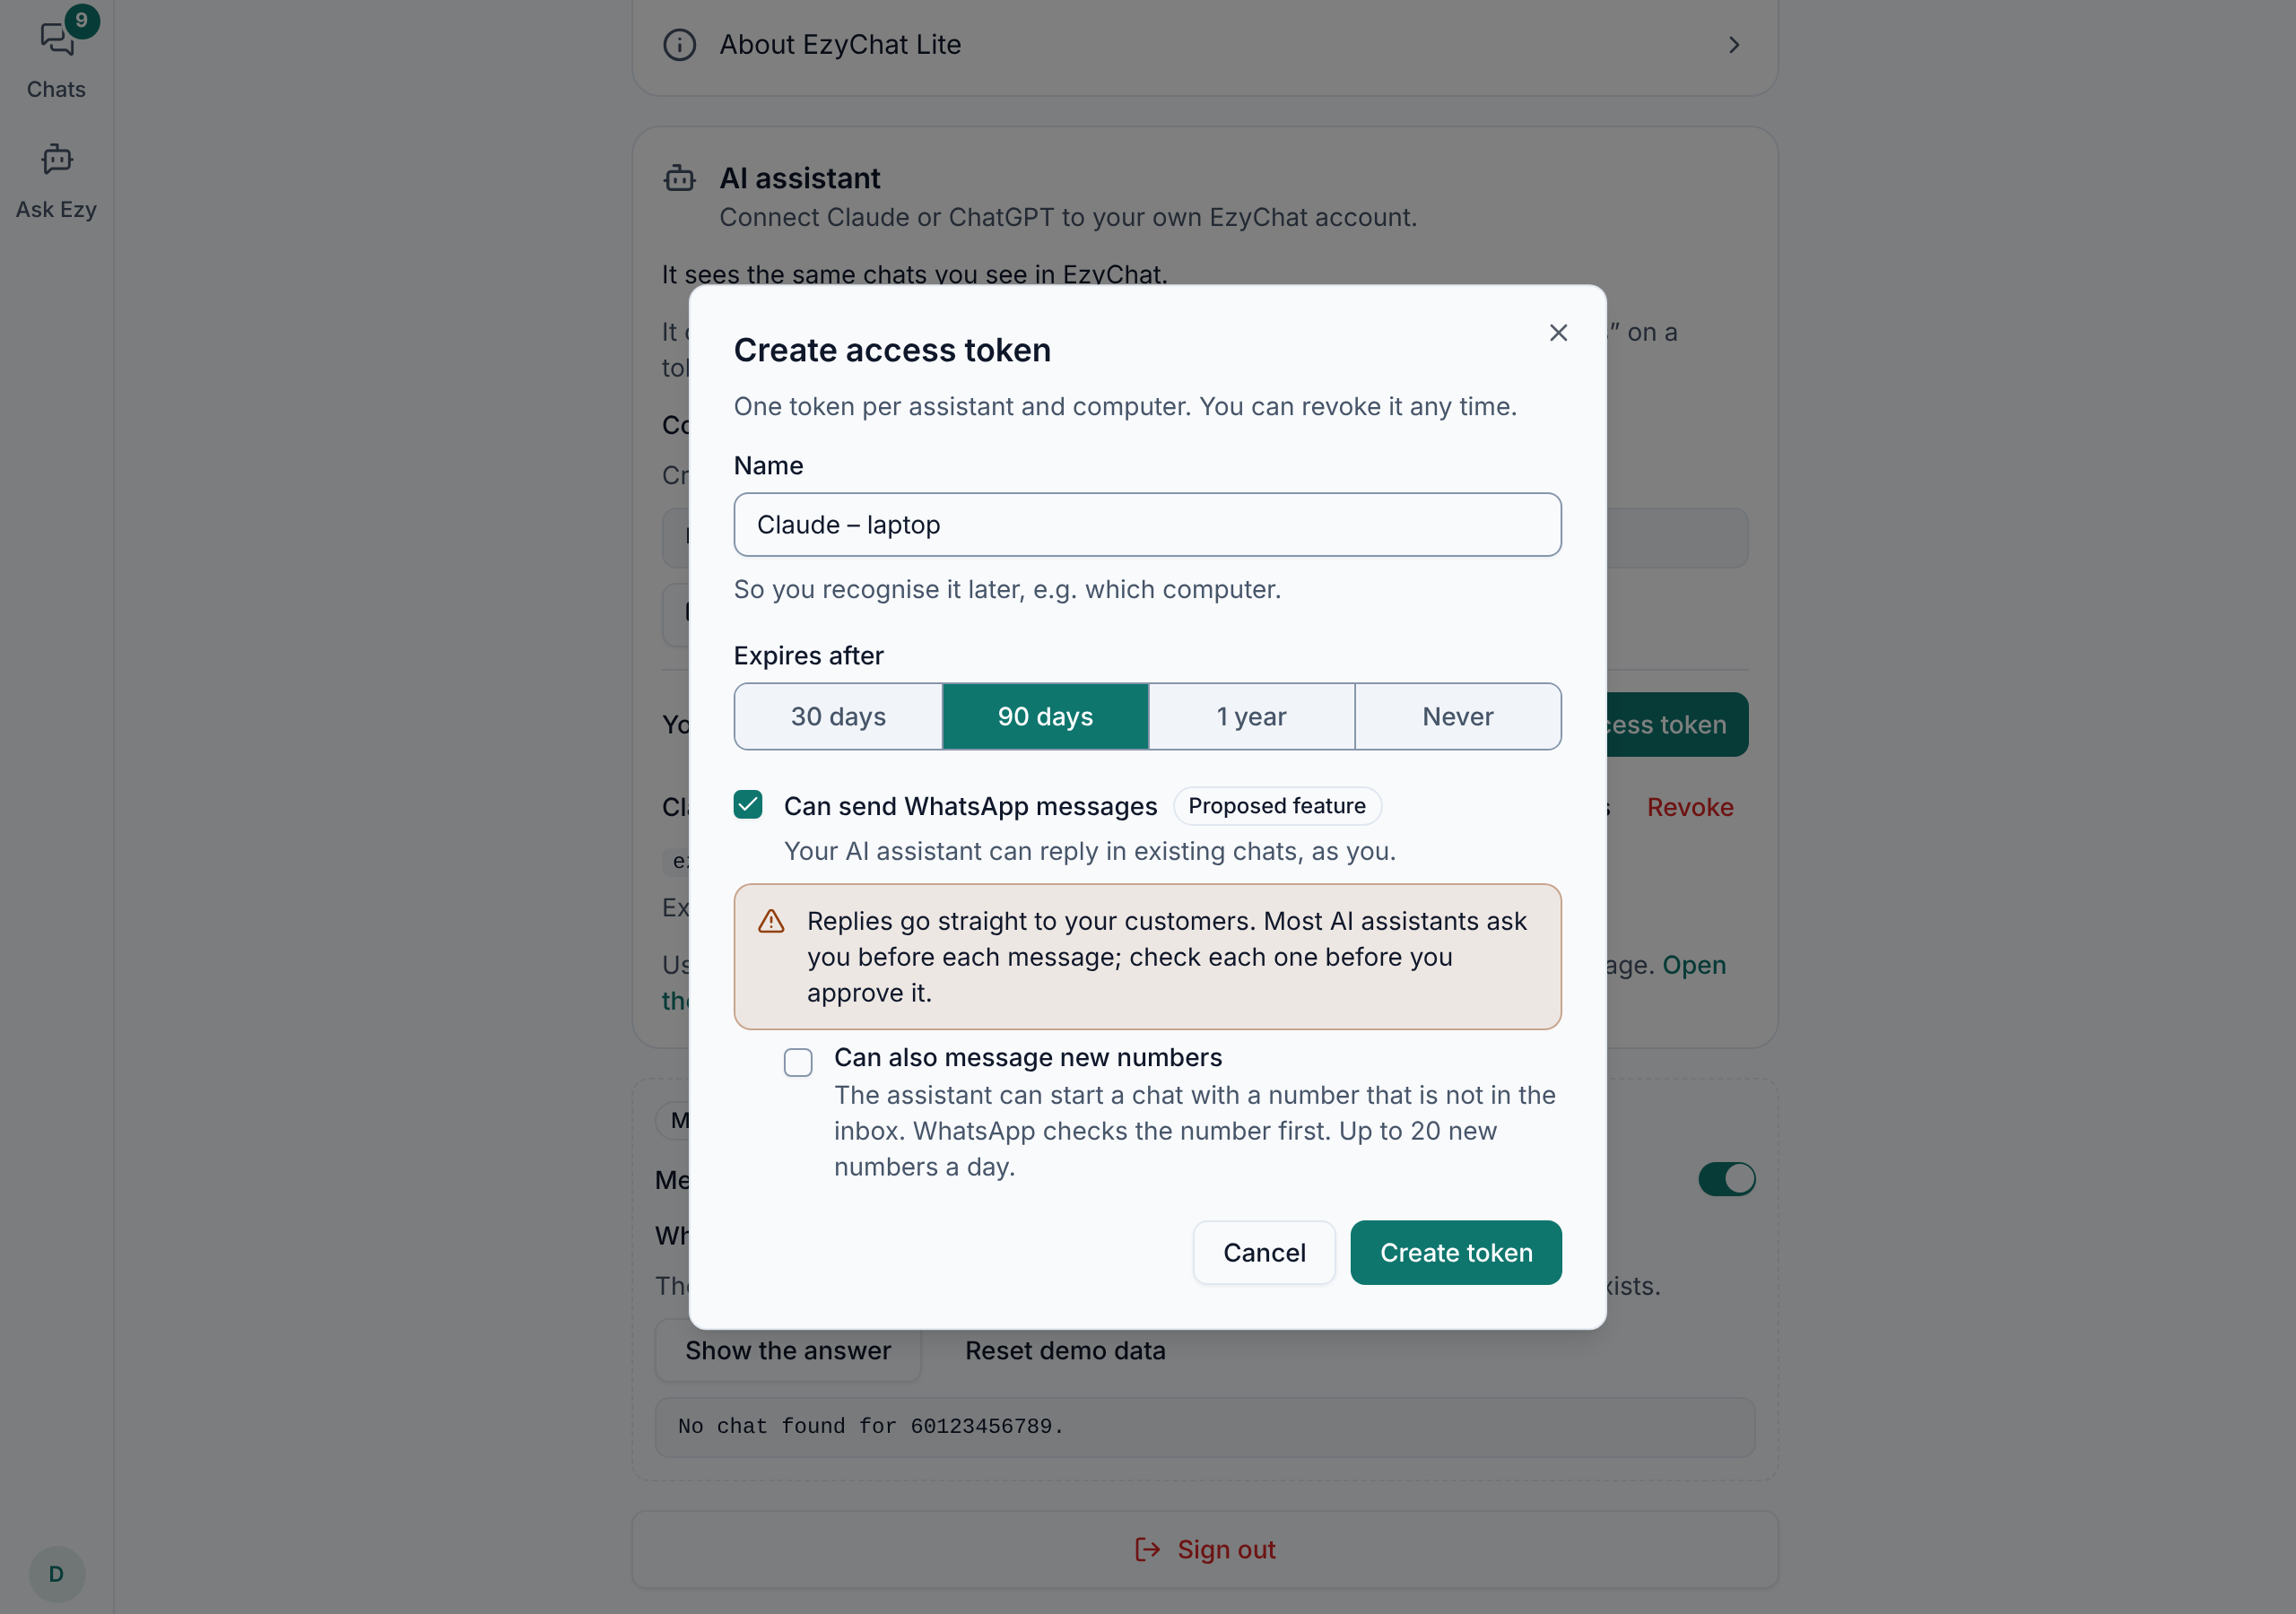 9
Chats
Ask Ezy
About EzyChat Lite
AI assistant
Connect Claude or ChatGPT to your own EzyChat account.
It sees the same chats you see in EzyChat.
It
” on a
Create access token
One token per assistant and computer. You can revoke it any time.
Name
Claude – laptop
So you recognise it later, e.g. which computer.
Expires after
30 days
90 days
1 year
Never
token
Revoke
Can send WhatsApp messages
Proposed feature
Your AI assistant can reply in existing chats, as you.
Replies go straight to your customers. Most AI assistants ask
you before each message; check each one before you
approve it.
Open
Can also message new numbers
The assistant can start a chat with a number that is not in the
inbox. WhatsApp checks the number first. Up to 20 new
numbers a day.
Cancel
Create token
Show the answer
Reset demo data
No chat found for 60123456789.
Sign out
D